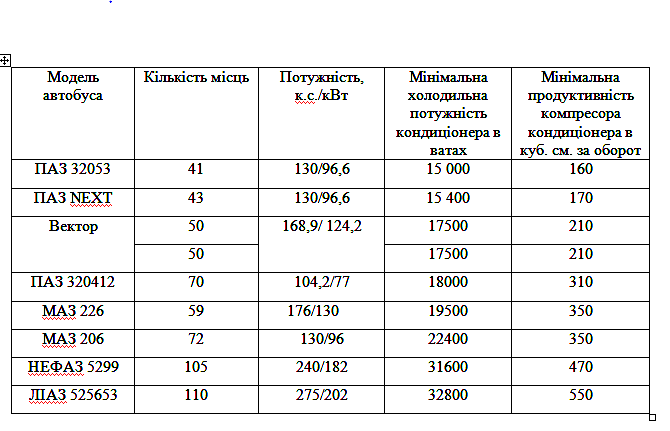 Модель автобуса Кількість місць Потужність, к.с./кВт Мінімальна холодильна потужність кондиціонера в ватах Мінімальна продуктивність компресора кондиціонера в куб. см. за оборот
ПАЗ 32053 41 130/96,6 15 000 160
ПАЗ NEXT 43 130/96,6 15 400 170
Вектор 50 168,9/ 124,2 17500 210
50 17500 210
ПАЗ 320412 70 104,2/77 18000 310
МАЗ 226 59 176/130 19500 350
МАЗ 206 72 130/96 22400 350
НЕФАЗ 5299 105 240/182 31600 470
ЛІАЗ 525653 110 275/202 32800 550